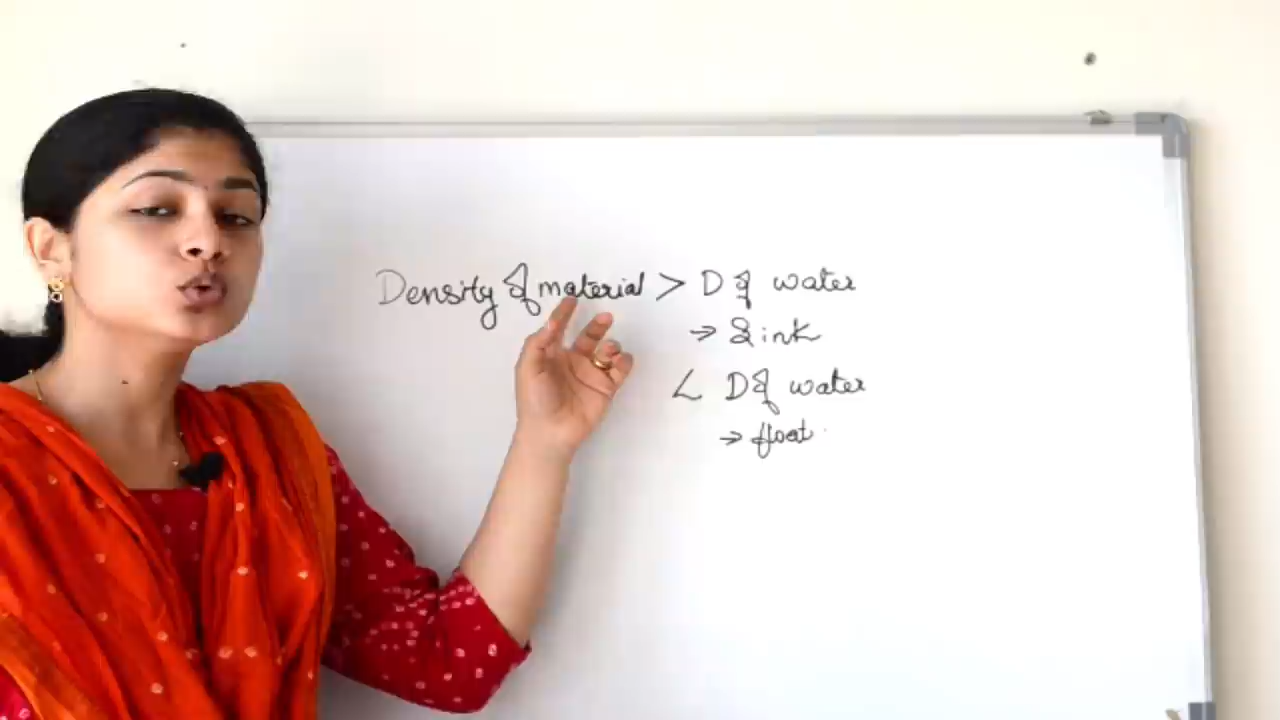 Density of material > D of water
→ Sink
< D of water
→ float